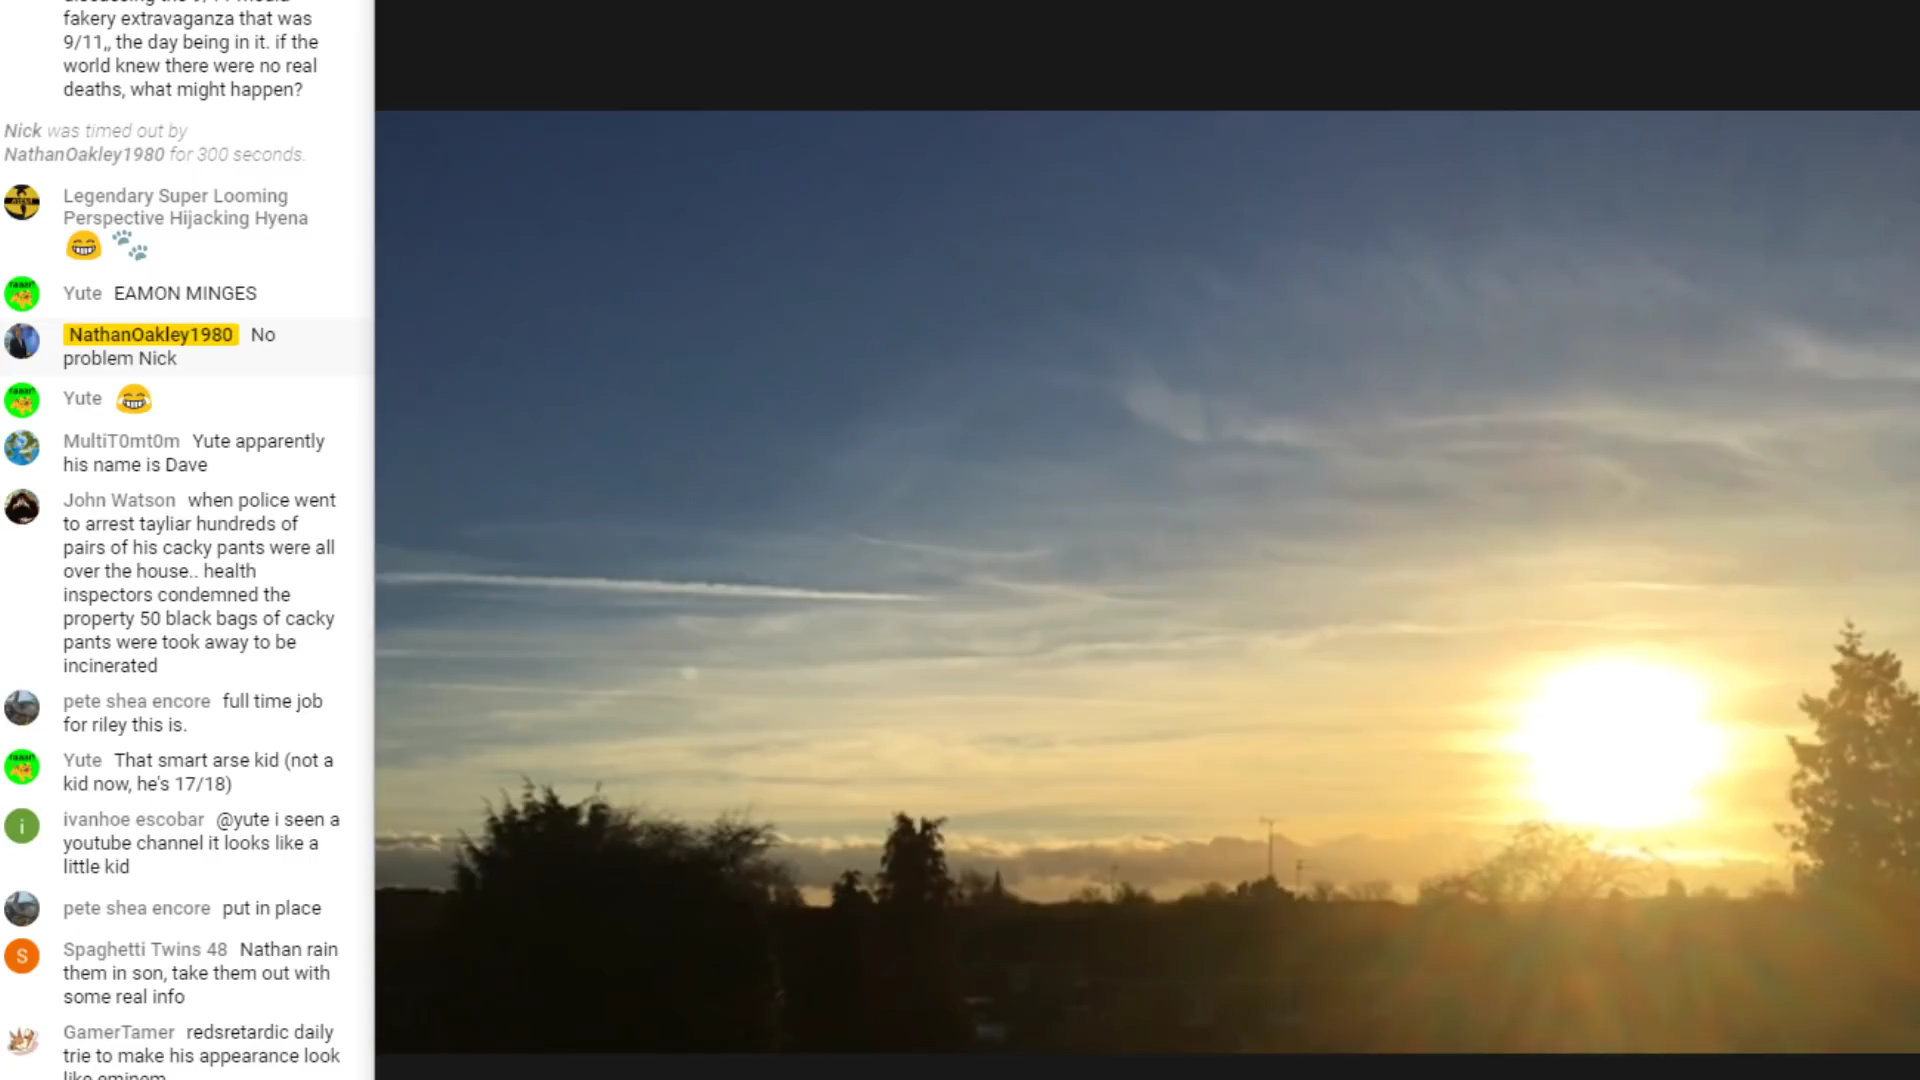 fakery extravaganza that was
9/11,, the day being in it. if the
world knew there were no real
deaths, what might happen?
Nick was timed out by
NathanOakley1980 for 300 seconds.
Legendary Super Looming
Perspective Hijacking Hyena
Yute EAMON MINGES
NathanOakley1980 No
problem Nick
Yute
MultiT0mt0m Yute apparently
his name is Dave
John Watson when police went
to arrest tayliar hundreds of
pairs of his cacky pants were all
over the house.. health
inspectors condemned the
property 50 black bags of cacky
pants were took away to be
incinerated
pete shea encore full time job
for riley this is.
Yute That smart arse kid (not a
kid now, he's 17/18)
ivanhoe escobar @yute i seen a
youtube channel it looks like a
little kid
i
pete shea encore put in place
Spaghetti Twins 48 Nathan rain
them in son, take them out with
some real info
S
GamerTamer redsretardic daily
trie to make his appearance look
like eminem